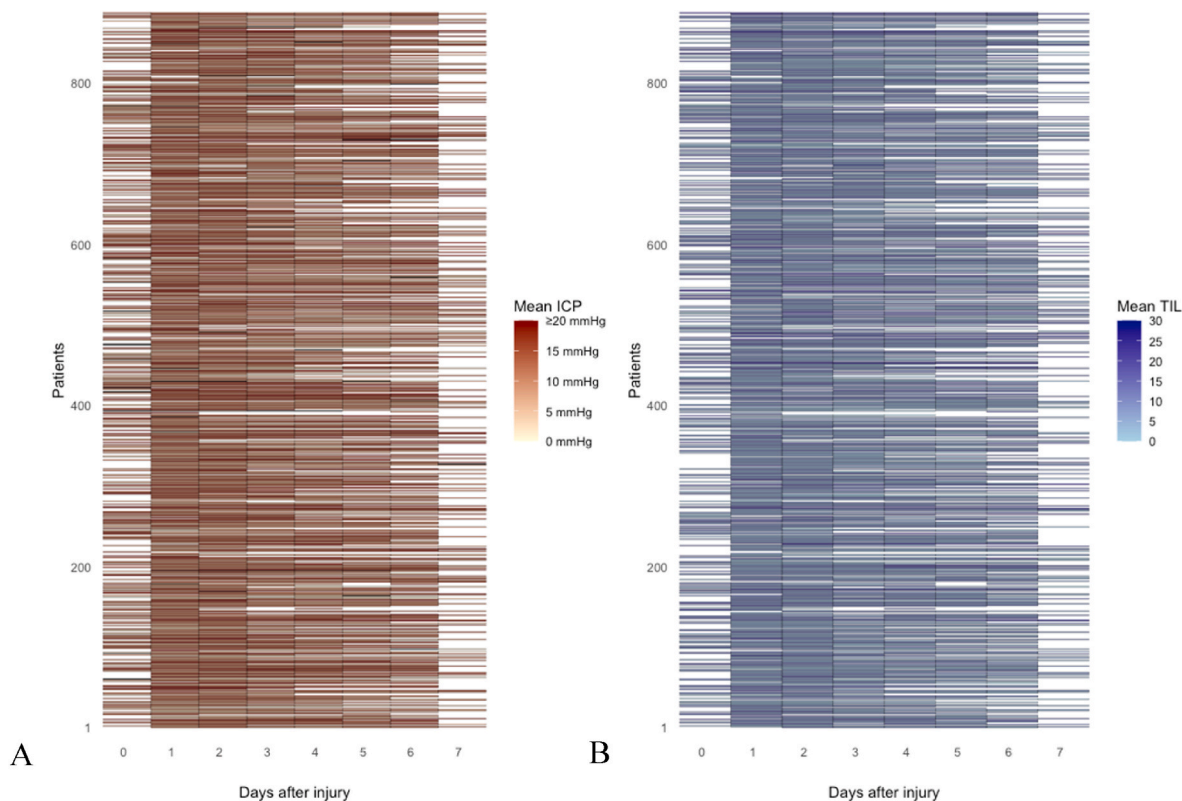 800
600
400
200
1
Patients
0 1 2 3 4 5 6 7
Days after injury
A
Mean ICP
≥20 mmHg
15 mmHg
10 mmHg
5 mmHg
0 mmHg
800
600
400
200
1
Patients
0 1 2 3 4 5 6 7
Days after injury
B
Mean TIL
30
25
20
15
10
5
0